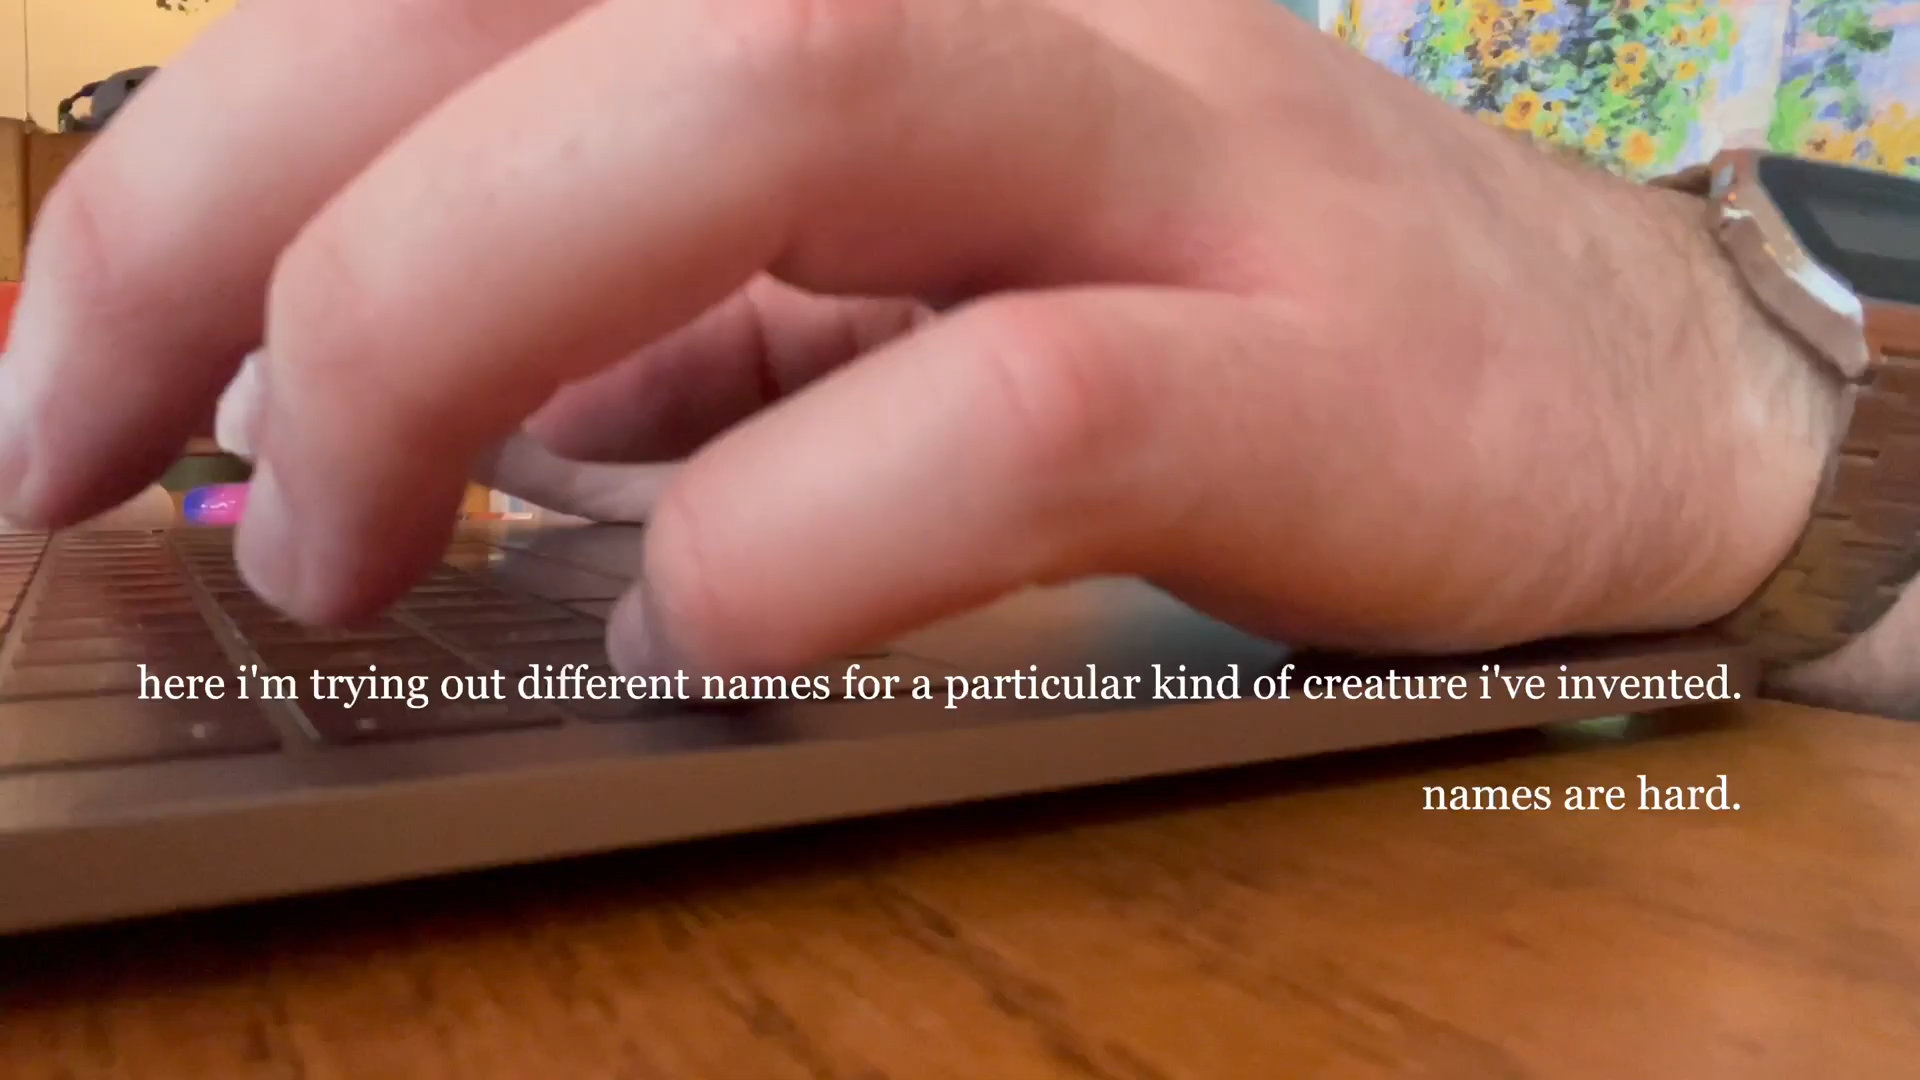 here i'm trying out different names for a particular kind of creature i've invented.
names are hard.